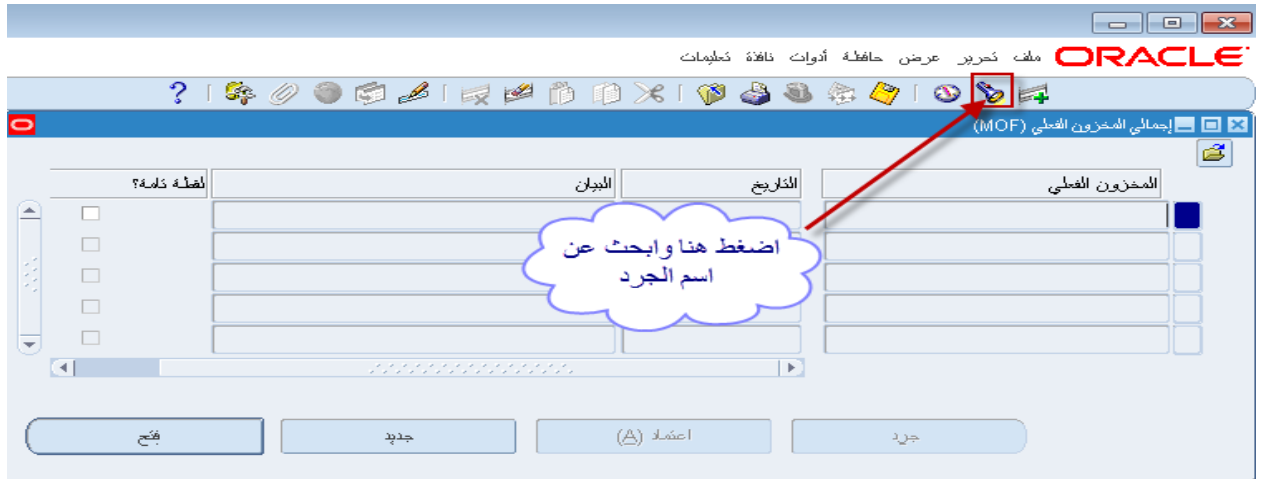 ORACLE
ملف تحرير عرض حافظة أدوات نافذة تعليمات
?
إجمالي المخزون الفعلي (MOF)
المخزون الفعلي التاريخ البيان لقطة تامة؟
اضغط هنا وابحث عن
اسم الجرد
جرد اعتماد (A) جديد فتح